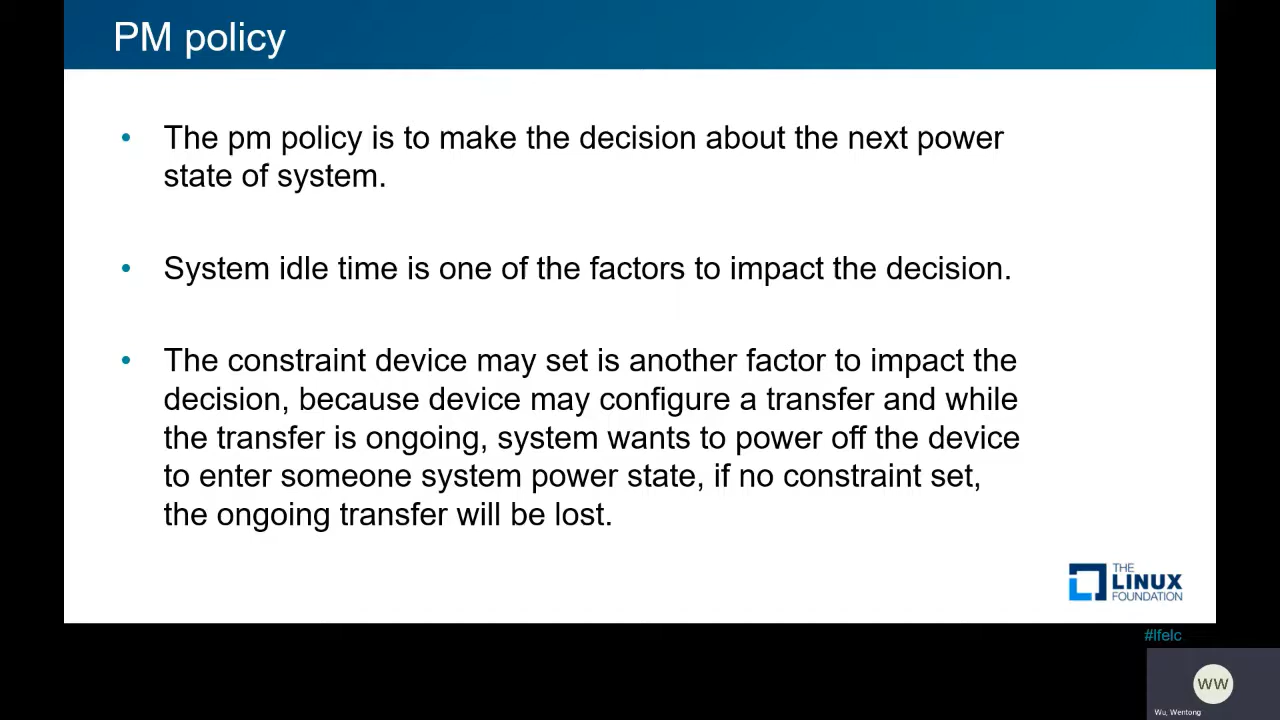 PM policy
• The pm policy is to make the decision about the next power
state of system.
• System idle time is one of the factors to impact the decision.
• The constraint device may set is another factor to impact the
decision, because device may configure a transfer and while
the transfer is ongoing, system wants to power off the device
to enter someone system power state, if no constraint set,
the ongoing transfer will be lost.
THE
LINUX
FOUNDATION
#lfelc
WW
Wu, Wentong